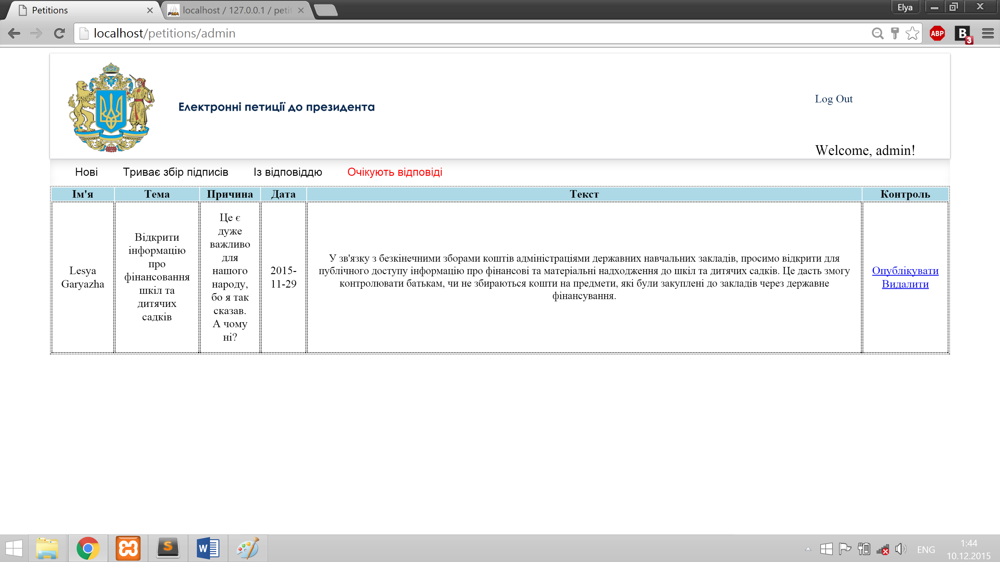 Petitions
localhost / 127.0.0.1 / peti
Elya
localhost/petitions/admin
ABP
B
3
Електронні петиції до президента
Log Out
Welcome, admin!
Нові Триває збір підписів Із відповіддю Очікують відповіді
Ім'я Тема Причина Дата Текст Контроль
Lesya
Garyazha
Відкрити
інформацію
про
фінансовання
шкіл та
дитячих
садків
Це є
дуже
важливо
для
нашого
народу,
бо я так
сказав.
А чому
ні?
2015-
11-29
У зв'язку з безкінечними зборами коштів адміністраціями державних навчальних закладів, просимо відкрити для
публічного доступу інформацію про фінансові та матеріальні надходження до шкіл та дитячих садків. Це дасть змогу
контролювати батькам, чи не збираються кошти на предмети, які були закуплені до закладів через державне
фінансування.
Опублікувати
Видалити
ENG
1:44
10.12.2015